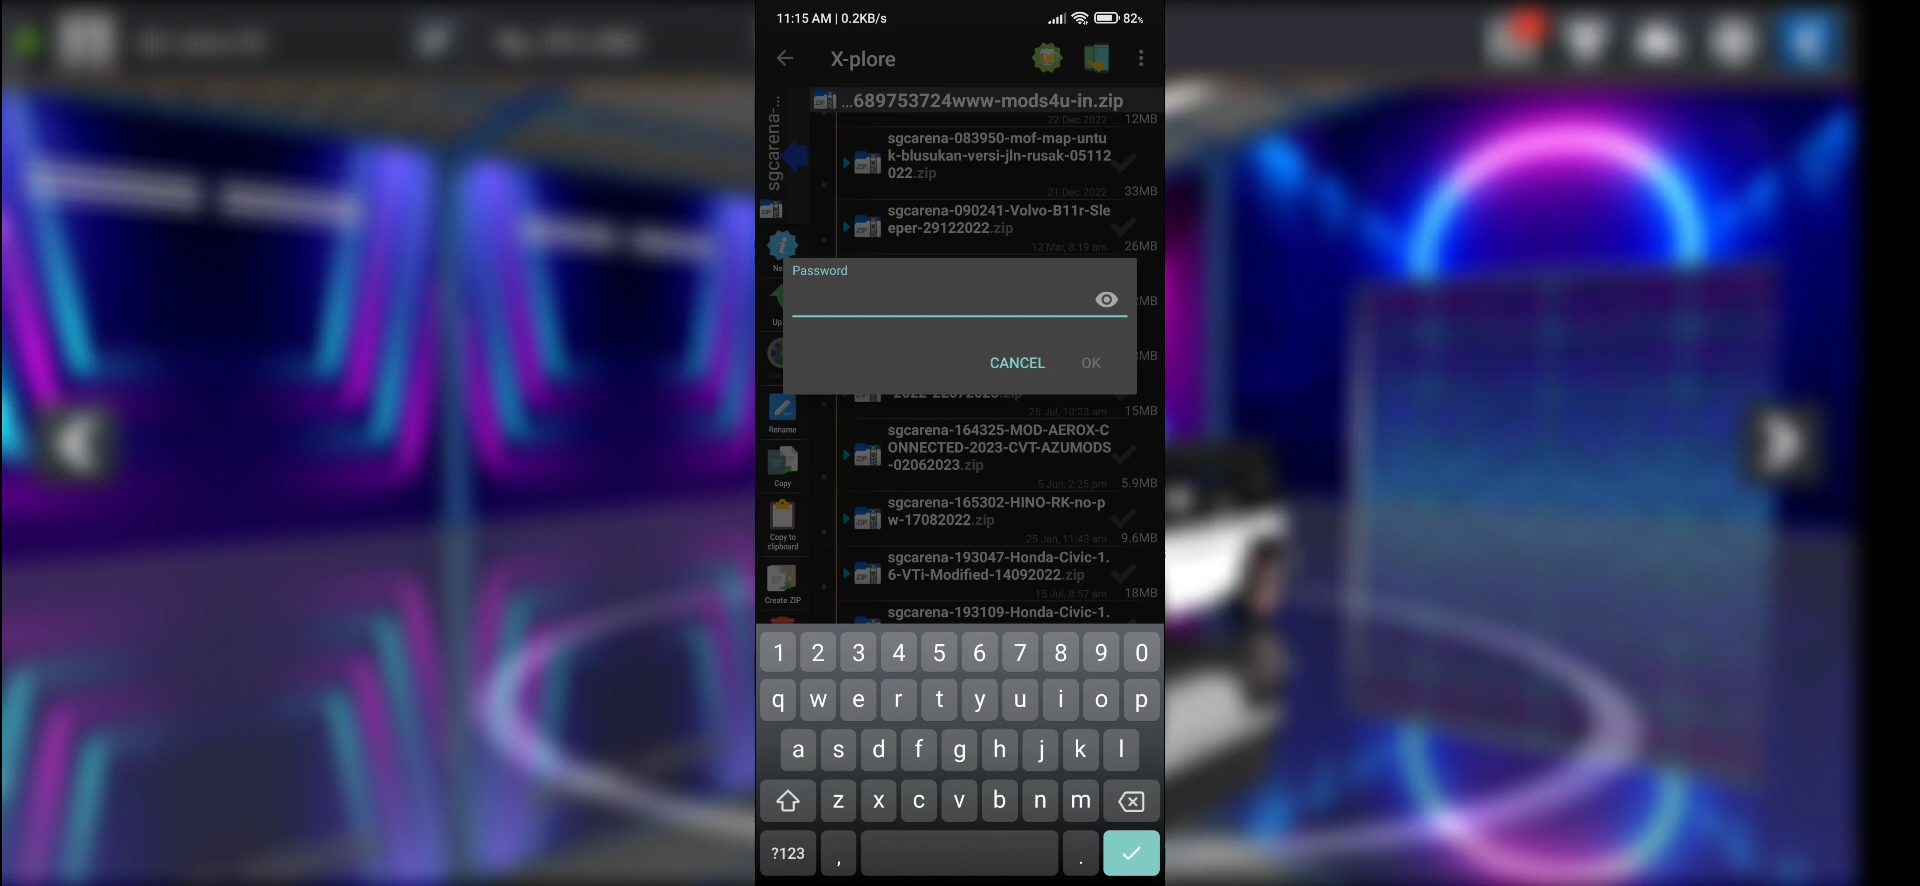 11:15 AM | 0.2KB/s
82%
X-plore
...689753724www-mods4u-in.zip
sgcarena-...
22 Dec 2022
12MB
sgcarena-083950-mof-map-untu
k-blusukan-versi-jln-rusak-05112
022.zip
21 Dec 2022
33MB
sgcarena-090241-Volvo-B11r-Sle
eper-29122022.zip
12 Mar, 8:19 am
26MB
Password
CANCEL
OK
Up
Rename
25 Jul, 10:23 am
15MB
sgcarena-164325-MOD-AEROX-C
ONNECTED-2023-CVT-AZUMODS
-02062023.zip
5 Jun, 2:25 pm
5.9MB
Copy
sgcarena-165302-HINO-RK-no-p
w-17082022.zip
25 Jan, 11:43 am
9.6MB
Copy to
clipboard
sgcarena-193047-Honda-Civic-1.
6-VTi-Modified-14092022.zip
15 Jul, 8:57 am
18MB
Create ZIP
sgcarena-193109-Honda-Civic-1.
1 2 3 4 5 6 7 8 9 0
q w e r t y u i o p
a s d f g h j k l
z x c v b n m
?123 , .